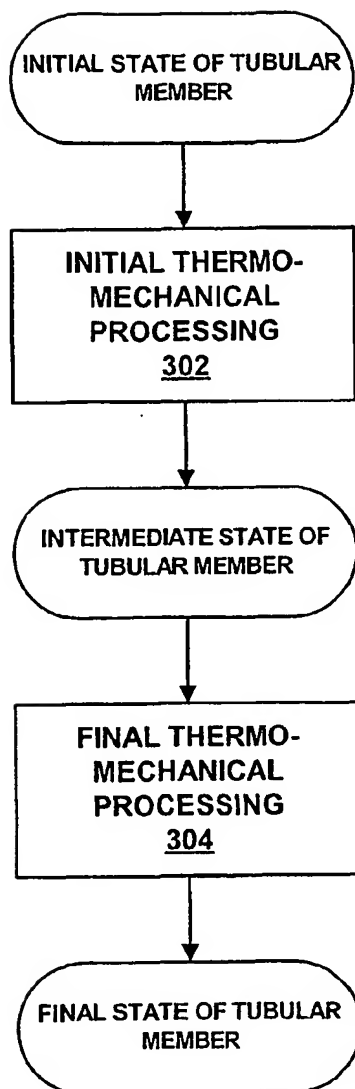 INITIAL STATE OF TUBULAR
MEMBER
INITIAL THERMO-
MECHANICAL
PROCESSING
302
INTERMEDIATE STATE OF
TUBULAR MEMBER
FINAL THERMO-
MECHANICAL
PROCESSING
304
FINAL STATE OF TUBULAR
MEMBER